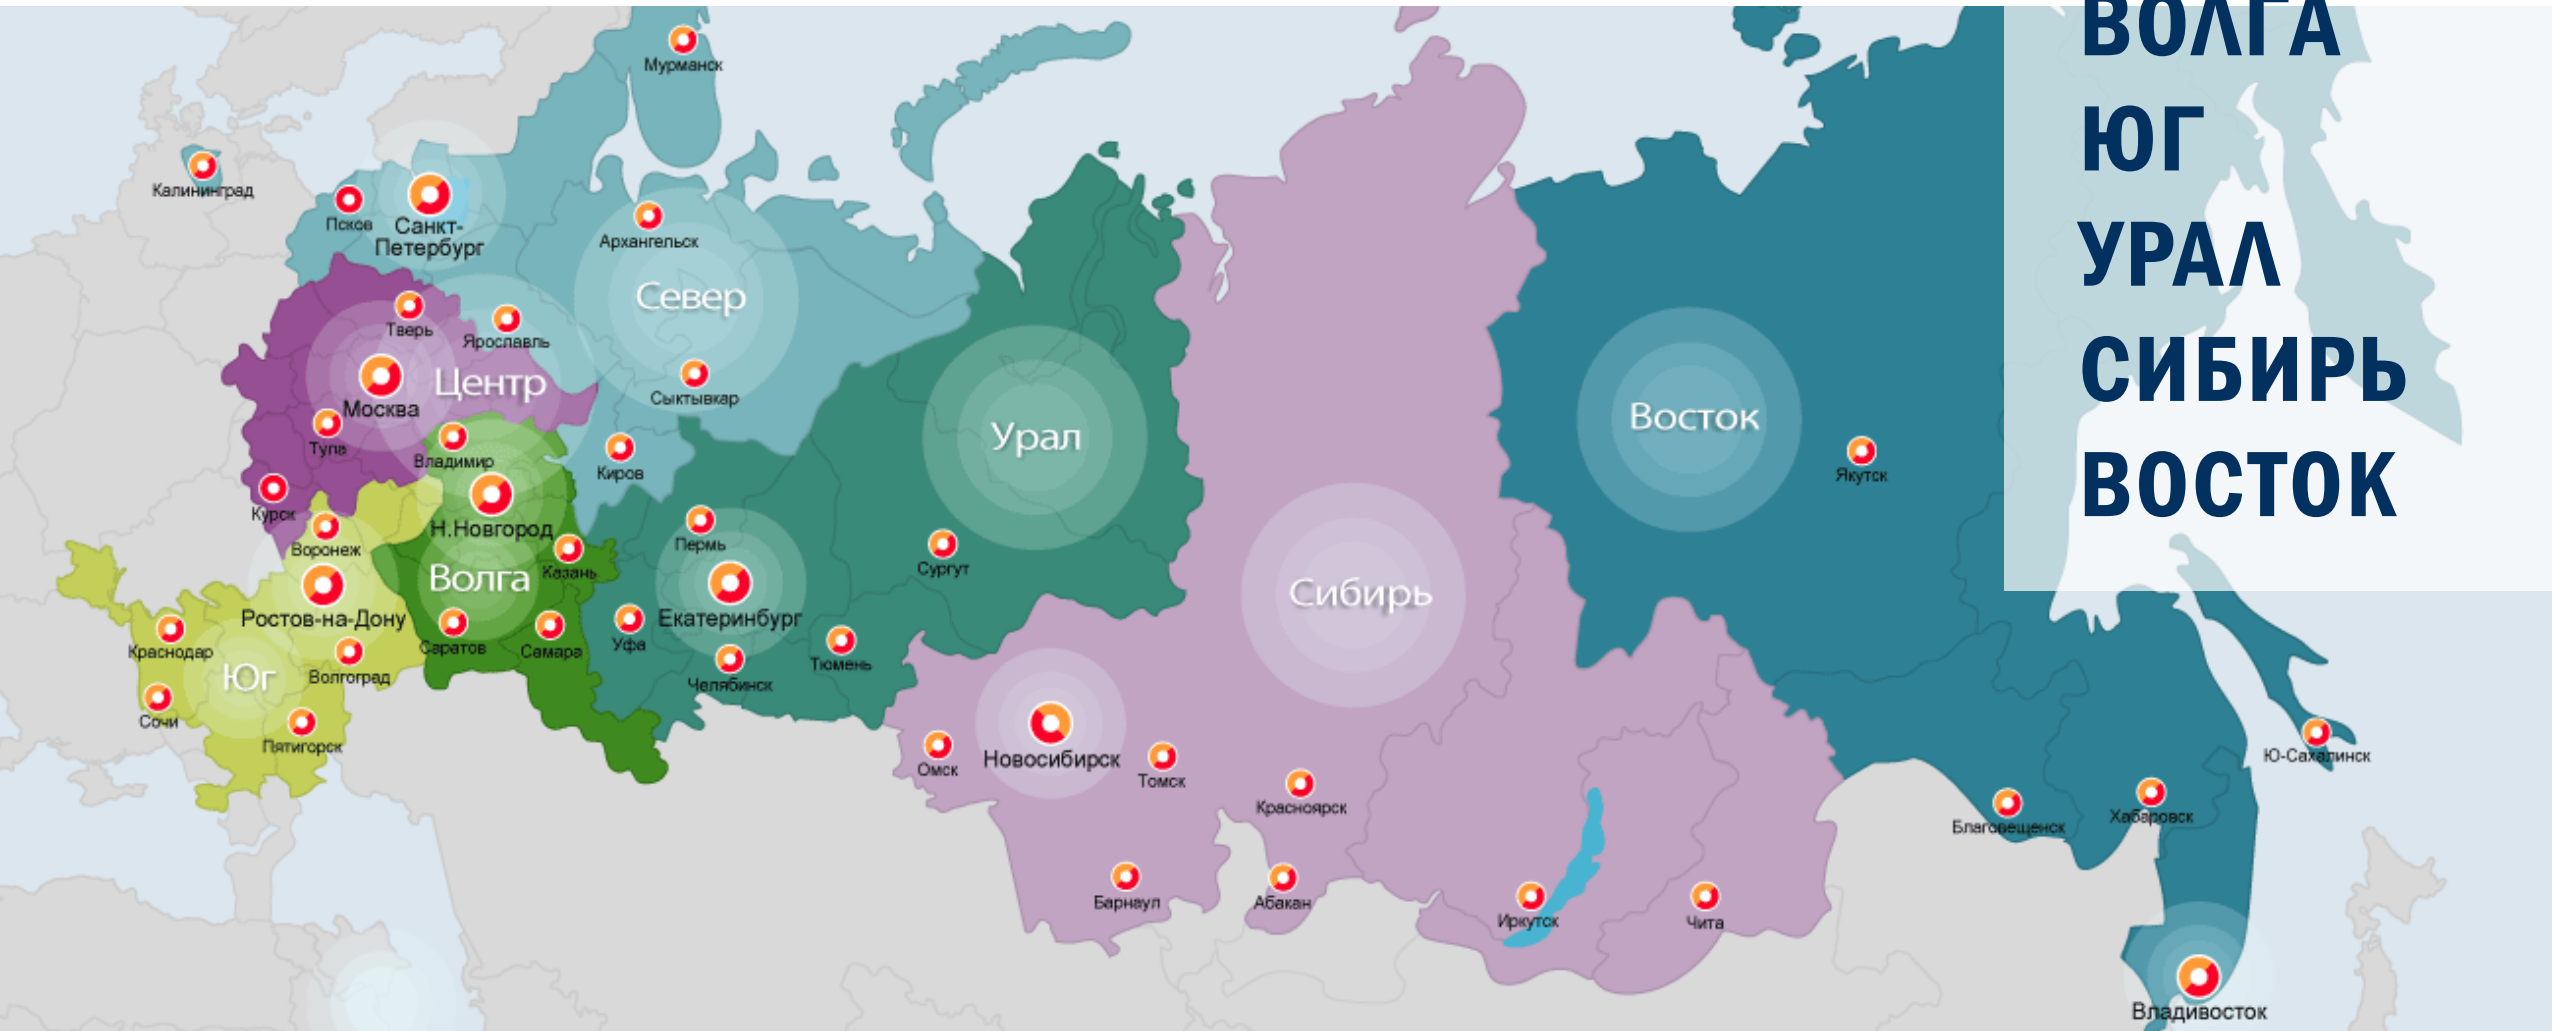 ВОЛГА
ЮГ
УРАЛ
СИБИРЬ
ВОСТОК
Мурманск
Калининград
Псков
Санкт-
Петербург
Архангельск
Север
Тверь
Ярославль
Центр
Москва
Сыктывкар
Тула
Владимир
Киров
Урал
Восток
Якутск
Курск
Н.Новгород
Воронеж
Пермь
Сургут
Волга
Казань
Сибирь
Ростов-на-Дону
Екатеринбург
Краснодар
Саратов
Самара
Уфа
Тюмень
Юг
Волгоград
Челябинск
Сочи
Пятигорск
Омск
Новосибирск
Томск
Красноярск
Ю-Сахалинск
Благовещенск
Хабаровск
Барнаул
Абакан
Иркутск
Чита
Владивосток